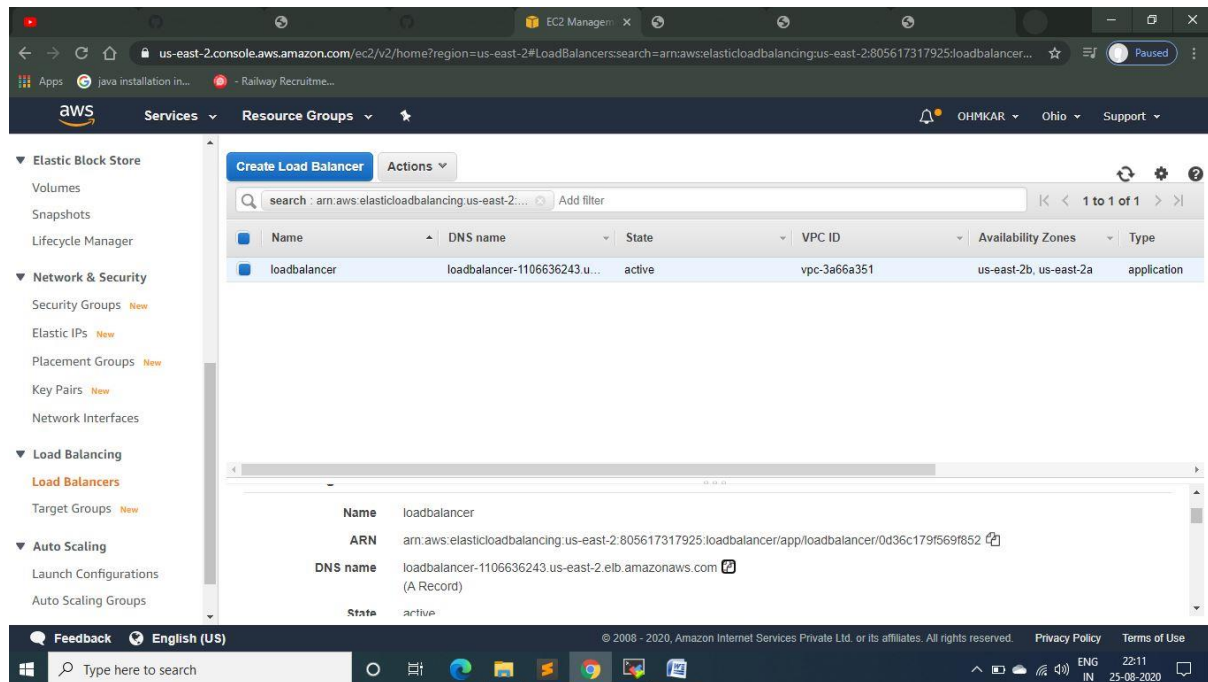 EC2 Managem
us-east-2.console.aws.amazon.com/ec2/v2/home?region=us-east-2#LoadBalancers:search=arn:aws:elasticloadbalancing:us-east-2:805617317925:loadbalancer...
Paused
Apps java installation in... - Railway Recruitme...
aws Services Resource Groups OHMKAR Ohio Support
Elastic Block Store
Volumes
Snapshots
Lifecycle Manager
Network & Security
Security Groups New
Elastic IPs New
Placement Groups New
Key Pairs New
Network Interfaces
Load Balancing
Load Balancers
Target Groups New
Auto Scaling
Launch Configurations
Auto Scaling Groups
Create Load Balancer Actions
search : arn:aws:elasticloadbalancing:us-east-2:... Add filter 1 to 1 of 1
Name DNS name State VPC ID Availability Zones Type
loadbalancer loadbalancer-1106636243.u... active vpc-3a66a351 us-east-2b, us-east-2a application
Name loadbalancer
ARN arn:aws:elasticloadbalancing:us-east-2:805617317925:loadbalancer/app/loadbalancer/0d36c179f569f852
DNS name loadbalancer-1106636243.us-east-2.elb.amazonaws.com
(A Record)
State active
Feedback English (US) © 2008 - 2020, Amazon Internet Services Private Ltd. or its affiliates. All rights reserved. Privacy Policy Terms of Use
Type here to search
ENG 22:11
IN 25-08-2020